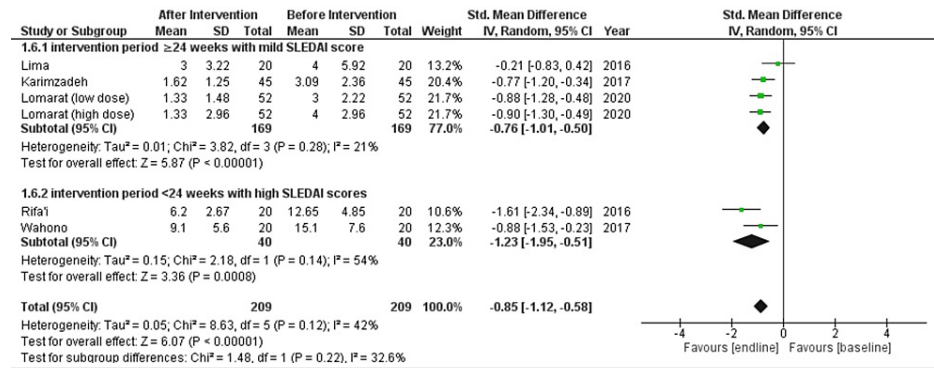 After Intervention Before Intervention Std. Mean Difference Std. Mean Difference
Study or Subgroup Mean SD Total Mean SD Total Weight IV, Random, 95% CI Year IV, Random, 95% CI
1.6.1 intervention period ≥24 weeks with mild SLEDAI score
Lima 3 3.22 20 4 5.92 20 13.2% -0.21 [-0.83, 0.42] 2016
Karimzadeh 1.62 1.25 45 3.09 2.36 45 20.4% -0.77 [-1.20, -0.34] 2017
Lomarat (low dose) 1.33 1.48 52 3 2.22 52 21.7% -0.88 [-1.28, -0.48] 2020
Lomarat (high dose) 1.33 2.96 52 4 2.96 52 21.7% -0.90 [-1.30, -0.49] 2020
Subtotal (95% CI) 169 169 77.0% -0.76 [-1.01, -0.50]
Heterogeneity: Tau² = 0.01; Chi² = 3.82, df = 3 (P = 0.28); I² = 21%
Test for overall effect: Z = 5.87 (P < 0.00001)
1.6.2 intervention period <24 weeks with high SLEDAI scores
Rifa'i 6.2 2.67 20 12.65 4.85 20 10.6% -1.61 [-2.34, -0.89] 2016
Wahono 9.1 5.6 20 15.1 7.6 20 12.3% -0.88 [-1.53, -0.23] 2017
Subtotal (95% CI) 40 40 23.0% -1.23 [-1.95, -0.51]
Heterogeneity: Tau² = 0.15; Chi² = 2.18, df = 1 (P = 0.14); I² = 54%
Test for overall effect: Z = 3.36 (P = 0.0008)
Total (95% CI) 209 209 100.0% -0.85 [-1.12, -0.58]
Heterogeneity: Tau² = 0.05; Chi² = 8.63, df = 5 (P = 0.12); I² = 42%
Test for overall effect: Z = 6.07 (P < 0.00001)
Test for subgroup differences: Chi² = 1.48, df = 1 (P = 0.22), I² = 32.6%
-4 -2 0 2 4
Favours [endline] Favours [baseline]